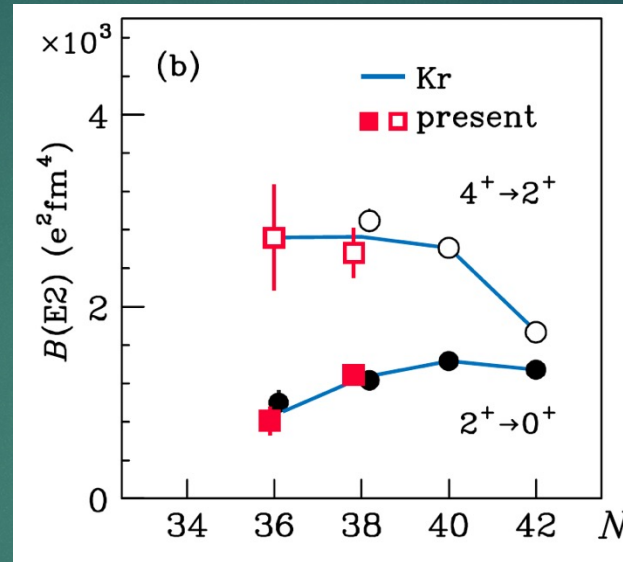 ×10³
(b)
Kr
present
4
4⁺→2⁺
B(E2) (e²fm⁴)
2
2⁺→0⁺
0
34 36 38 40 42 N